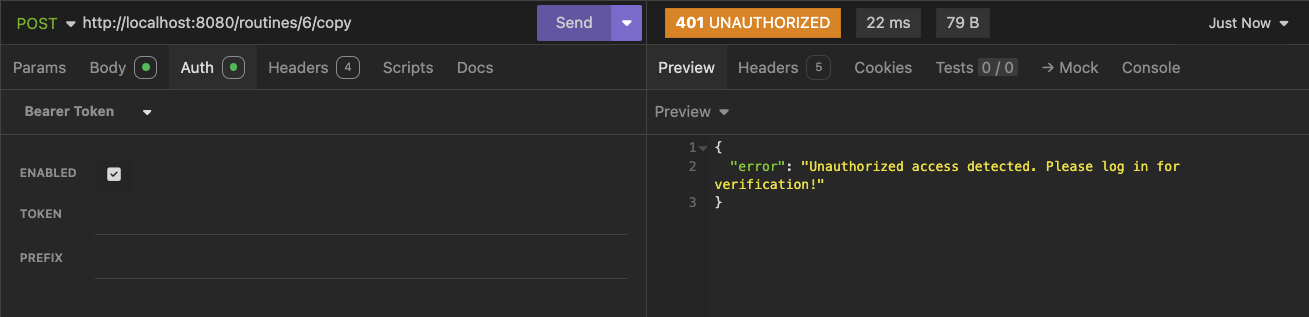 POST http://localhost:8080/routines/6/copy Send 401 UNAUTHORIZED 22 ms 79 B Just Now
Params Body Auth Headers 4 Scripts Docs Preview Headers 5 Cookies Tests 0 / 0 → Mock Console
Bearer Token Preview
ENABLED
TOKEN
PREFIX
1 {
2 "error": "Unauthorized access detected. Please log in for
verification!"
3 }